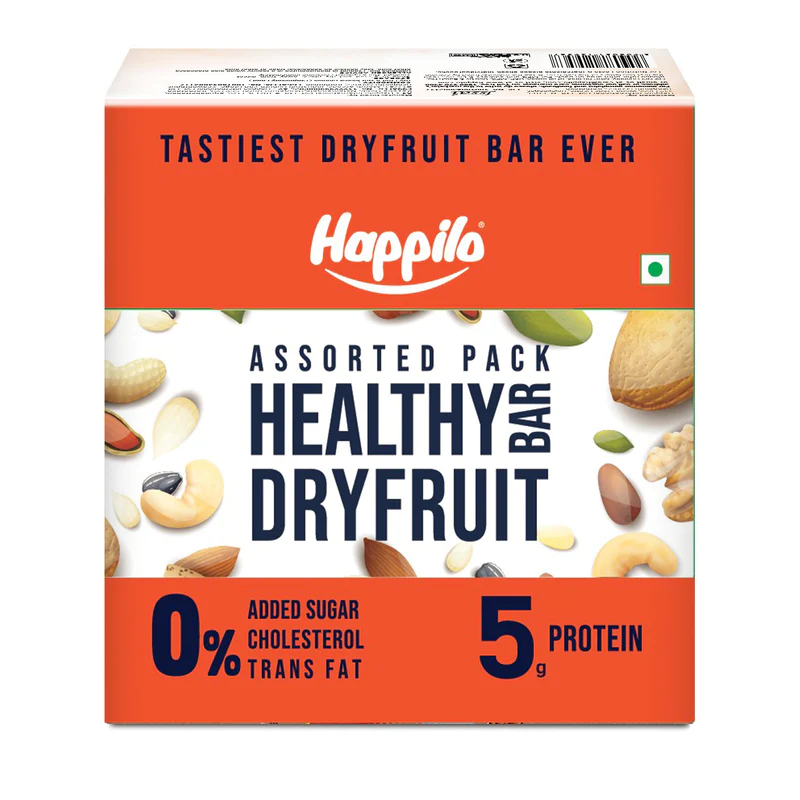 TASTIEST DRYFRUIT BAR EVER
Happilo®
ASSORTED PACK
HEALTHY BAR
DRYFRUIT
0% ADDED SUGAR
CHOLESTEROL
TRANS FAT
5g PROTEIN